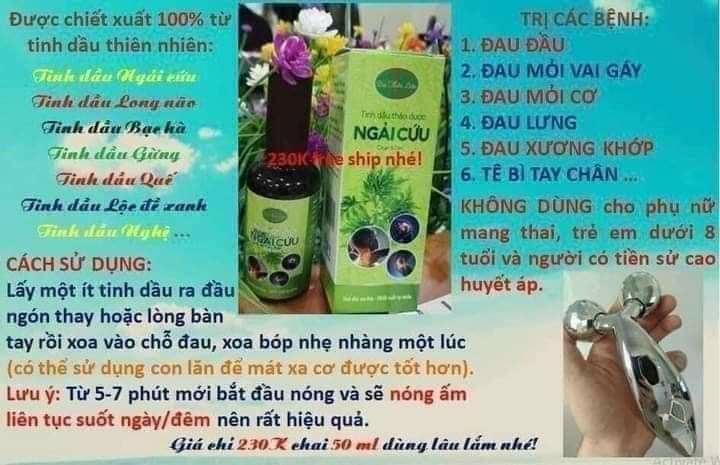 Được chiết xuất 100% từ
tinh dầu thiên nhiên:
Tinh dầu Ngải cứu
Tinh dầu Long não
Tinh dầu Bạc hà
Tinh dầu Gừng
Tinh dầu Quế
Tinh dầu Lộc đề xanh
Tinh dầu Nghệ ...
CÁCH SỬ DỤNG:
Lấy một ít tinh dầu ra đầu
ngón thay hoặc lòng bàn
tay rồi xoa vào chỗ đau, xoa bóp nhẹ nhàng một lúc
(có thể sử dụng con lăn để mát xa cơ được tốt hơn).
Lưu ý: Từ 5-7 phút mới bắt đầu nóng và sẽ nóng ấm
liên tục suốt ngày/đêm nên rất hiệu quả.
Giá chỉ 230K chai 50 ml dùng lâu lắm nhé!
Tinh dầu thảo dược
NGẢI CỨU
230K free ship nhé!
NGẢI CỨU
TRỊ CÁC BỆNH:
1. ĐAU ĐẦU
2. ĐAU MỎI VAI GÁY
3. ĐAU MỎI CƠ
4. ĐAU LƯNG
5. ĐAU XƯƠNG KHỚP
6. TÊ BÌ TAY CHÂN ...
KHÔNG DÙNG cho phụ nữ
mang thai, trẻ em dưới 8
tuổi và người có tiền sử cao
huyết áp.
Activate W